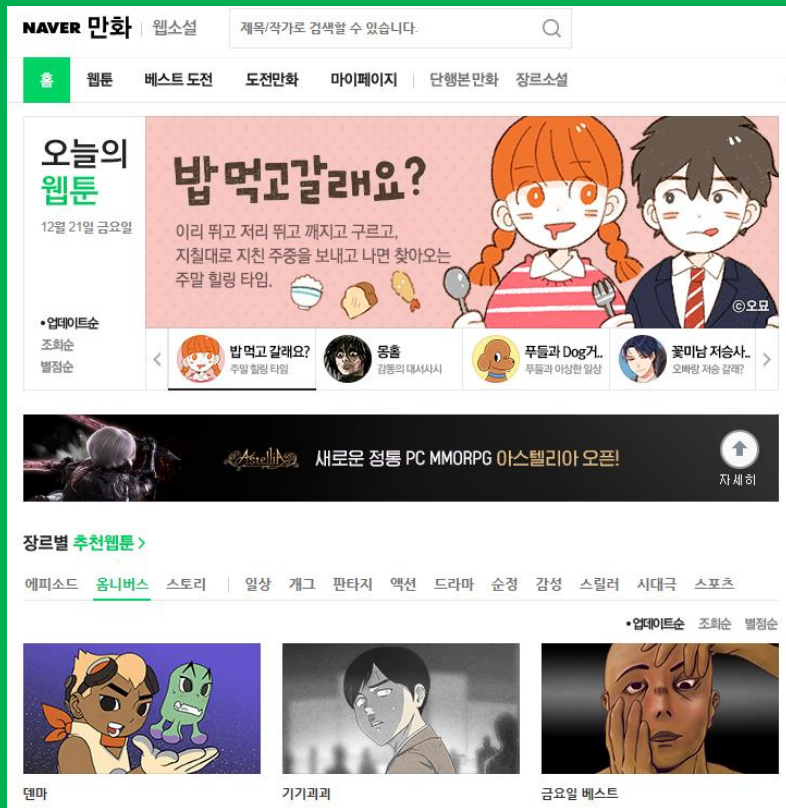 NAVER 만화 웹소설 제목/작가로 검색할 수 있습니다.
홈 웹툰 베스트 도전 도전만화 마이페이지 단행본만화 장르소설
오늘의
웹툰
12월 21일 금요일
•업데이트순
조회순
별점순
밥 먹고갈래요?
이리 뛰고 저리 뛰고 깨지고 구르고,
지칠대로 지친 주중을 보내고 나면 찾아오는
주말 힐링 타임.
©오묘
밥 먹고 갈래요?
주말 힐링 타임
몽홀
감동의 대서사시
푸들과 Dog거..
푸들과 이상한 일상
꽃미남 저승사..
오빠랑 저승 갈래?
Astellia 새로운 정통 PC MMORPG 아스텔리아 오픈!
자세히
장르별 추천웹툰 >
에피소드 옴니버스 스토리 일상 개그 판타지 액션 드라마 순정 감성 스릴러 시대극 스포츠
•업데이트순 조회순 별점순
덴마 기기괴괴 금요일 베스트